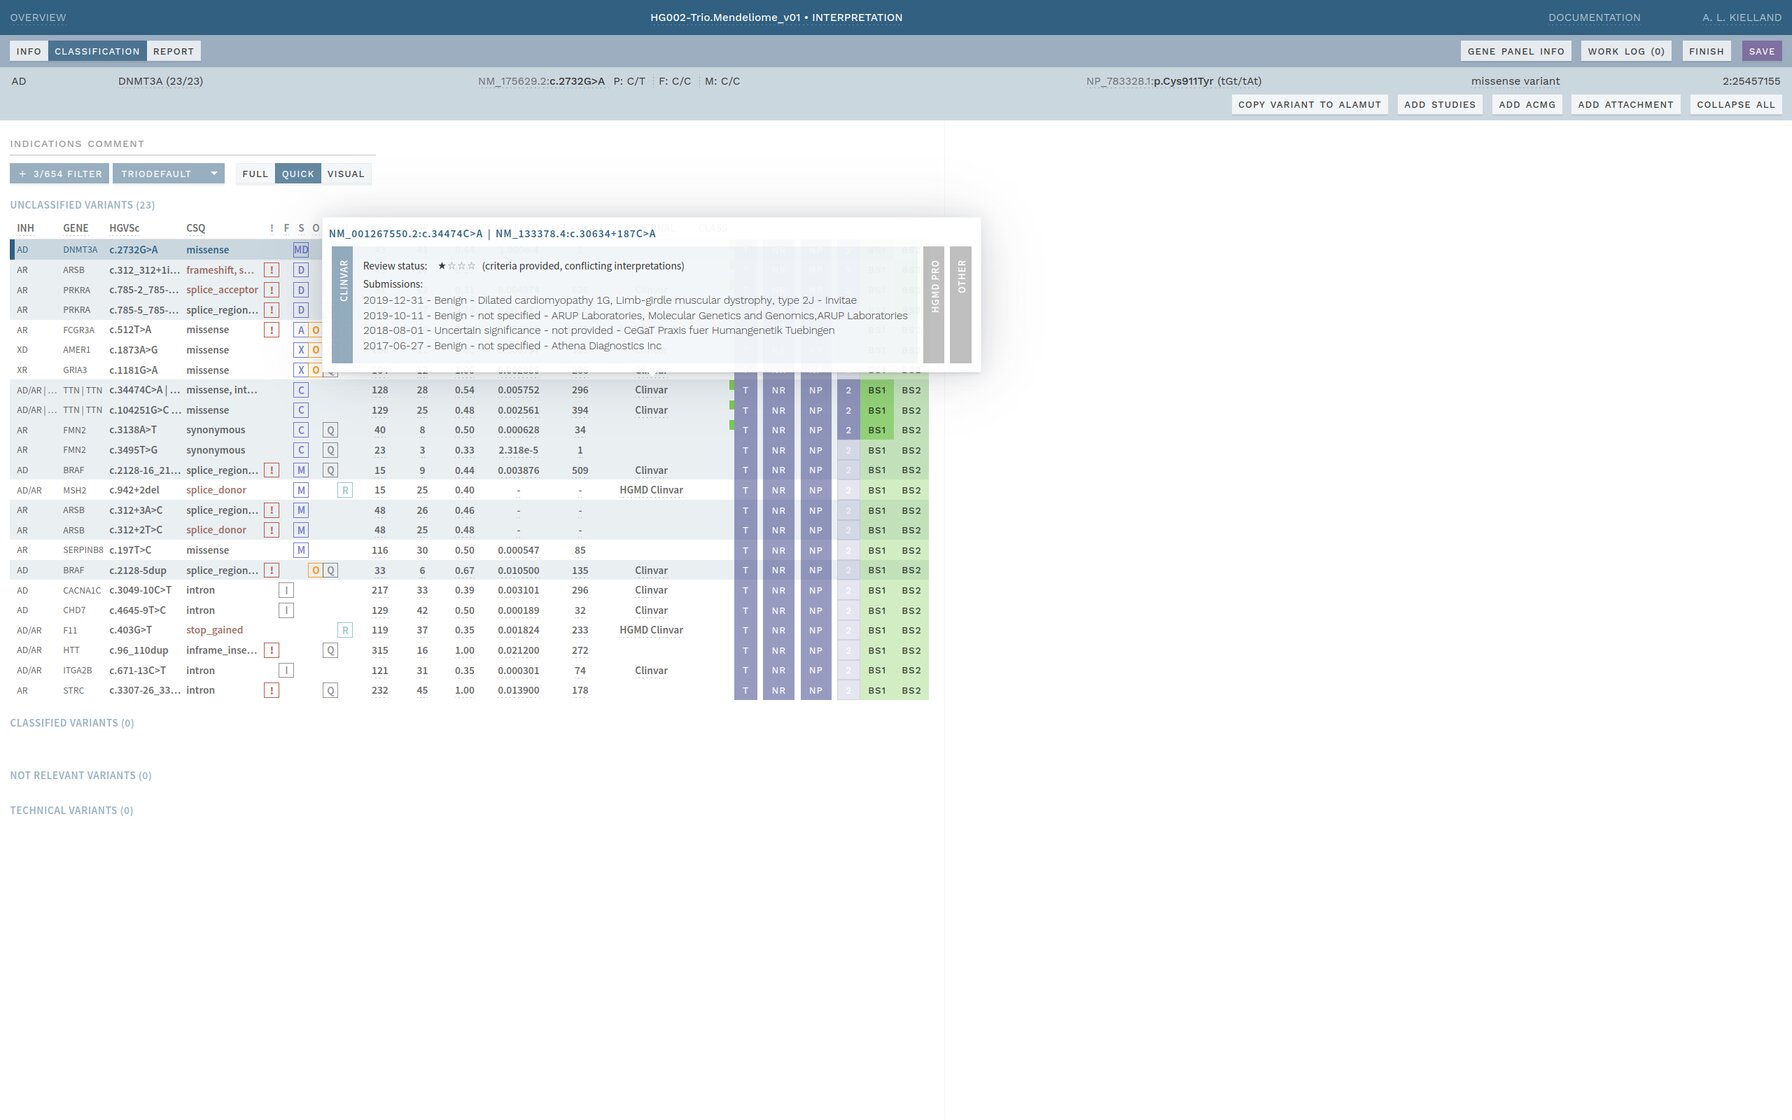 OVERVIEW HG002-Trio.Mendeliome_v01 • INTERPRETATION DOCUMENTATION A. L. KIELLAND
INFO CLASSIFICATION REPORT GENE PANEL INFO WORK LOG (0) FINISH SAVE
AD DNMT3A (23/23) NM_175629.2:c.2732G>A P: C/T F: C/C M: C/C NP_783328.1:p.Cys911Tyr (tGt/tAt) missense variant 2:25457155
COPY VARIANT TO ALAMUT ADD STUDIES ADD ACMG ADD ATTACHMENT COLLAPSE ALL
INDICATIONS COMMENT
+ 3/654 FILTER TRIODEFAULT FULL QUICK VISUAL
UNCLASSIFIED VARIANTS (23)
INH GENE HGVSc CSQ ! F S O
NM_001267550.2:c.34474C>A | NM_133378.4:c.30634+187C>A
CLINVAR
Review status: ★☆☆☆ (criteria provided, conflicting interpretations)
Submissions:
2019-12-31 - Benign - Dilated cardiomyopathy 1G, Limb-girdle muscular dystrophy, type 2J - Invitae
2019-10-11 - Benign - not specified - ARUP Laboratories, Molecular Genetics and Genomics,ARUP Laboratories
2018-08-01 - Uncertain significance - not provided - CeGaT Praxis fuer Humangenetik Tuebingen
2017-06-27 - Benign - not specified - Athena Diagnostics Inc
HGMD PRO
OTHER
AD DNMT3A c.2732G>A missense MD
AR ARSB c.312_312+1i... frameshift, s... ! D
AR PRKRA c.785-2_785-... splice_acceptor ! D
AR PRKRA c.785-5_785-... splice_region... ! D
AR FCGR3A c.512T>A missense ! A O
XD AMER1 c.1873A>G missense X O
XR GRIA3 c.1181G>A missense X O Q
AD/AR | ... TTN | TTN c.34474C>A | ... missense, int... C 128 28 0.54 0.005752 296 Clinvar T NR NP 2 BS1 BS2
AD/AR | ... TTN | TTN c.104251G>C ... missense C 129 25 0.48 0.002561 394 Clinvar T NR NP 2 BS1 BS2
AR FMN2 c.3138A>T synonymous C Q 40 8 0.50 0.000628 34 T NR NP 2 BS1 BS2
AR FMN2 c.3495T>G synonymous C Q 23 3 0.33 2.318e-5 1 T NR NP 2 BS1 BS2
AD BRAF c.2128-16_21... splice_region... ! M Q 15 9 0.44 0.003876 509 Clinvar T NR NP 2 BS1 BS2
AD/AR MSH2 c.942+2del splice_donor M R 15 25 0.40 - - HGMD Clinvar T NR NP 2 BS1 BS2
AR ARSB c.312+3A>C splice_region... ! M 48 26 0.46 - - T NR NP 2 BS1 BS2
AR ARSB c.312+2T>C splice_donor ! M 48 25 0.48 - - T NR NP 2 BS1 BS2
AR SERPINB8 c.197T>C missense M 116 30 0.50 0.000547 85 T NR NP 2 BS1 BS2
AD BRAF c.2128-5dup splice_region... ! O Q 33 6 0.67 0.010500 135 Clinvar T NR NP 2 BS1 BS2
AD CACNA1C c.3049-10C>T intron I 217 33 0.39 0.003101 296 Clinvar T NR NP 2 BS1 BS2
AD CHD7 c.4645-9T>C intron I 129 42 0.50 0.000189 32 Clinvar T NR NP 2 BS1 BS2
AD/AR F11 c.403G>T stop_gained R 119 37 0.35 0.001824 233 HGMD Clinvar T NR NP 2 BS1 BS2
AD/AR HTT c.96_110dup inframe_inse... ! Q 315 16 1.00 0.021200 272 T NR NP 2 BS1 BS2
AD/AR ITGA2B c.671-13C>T intron I 121 31 0.35 0.000301 74 Clinvar T NR NP 2 BS1 BS2
AR STRC c.3307-26_33... intron ! Q 232 45 1.00 0.013900 178 T NR NP 2 BS1 BS2
CLASSIFIED VARIANTS (0)
NOT RELEVANT VARIANTS (0)
TECHNICAL VARIANTS (0)